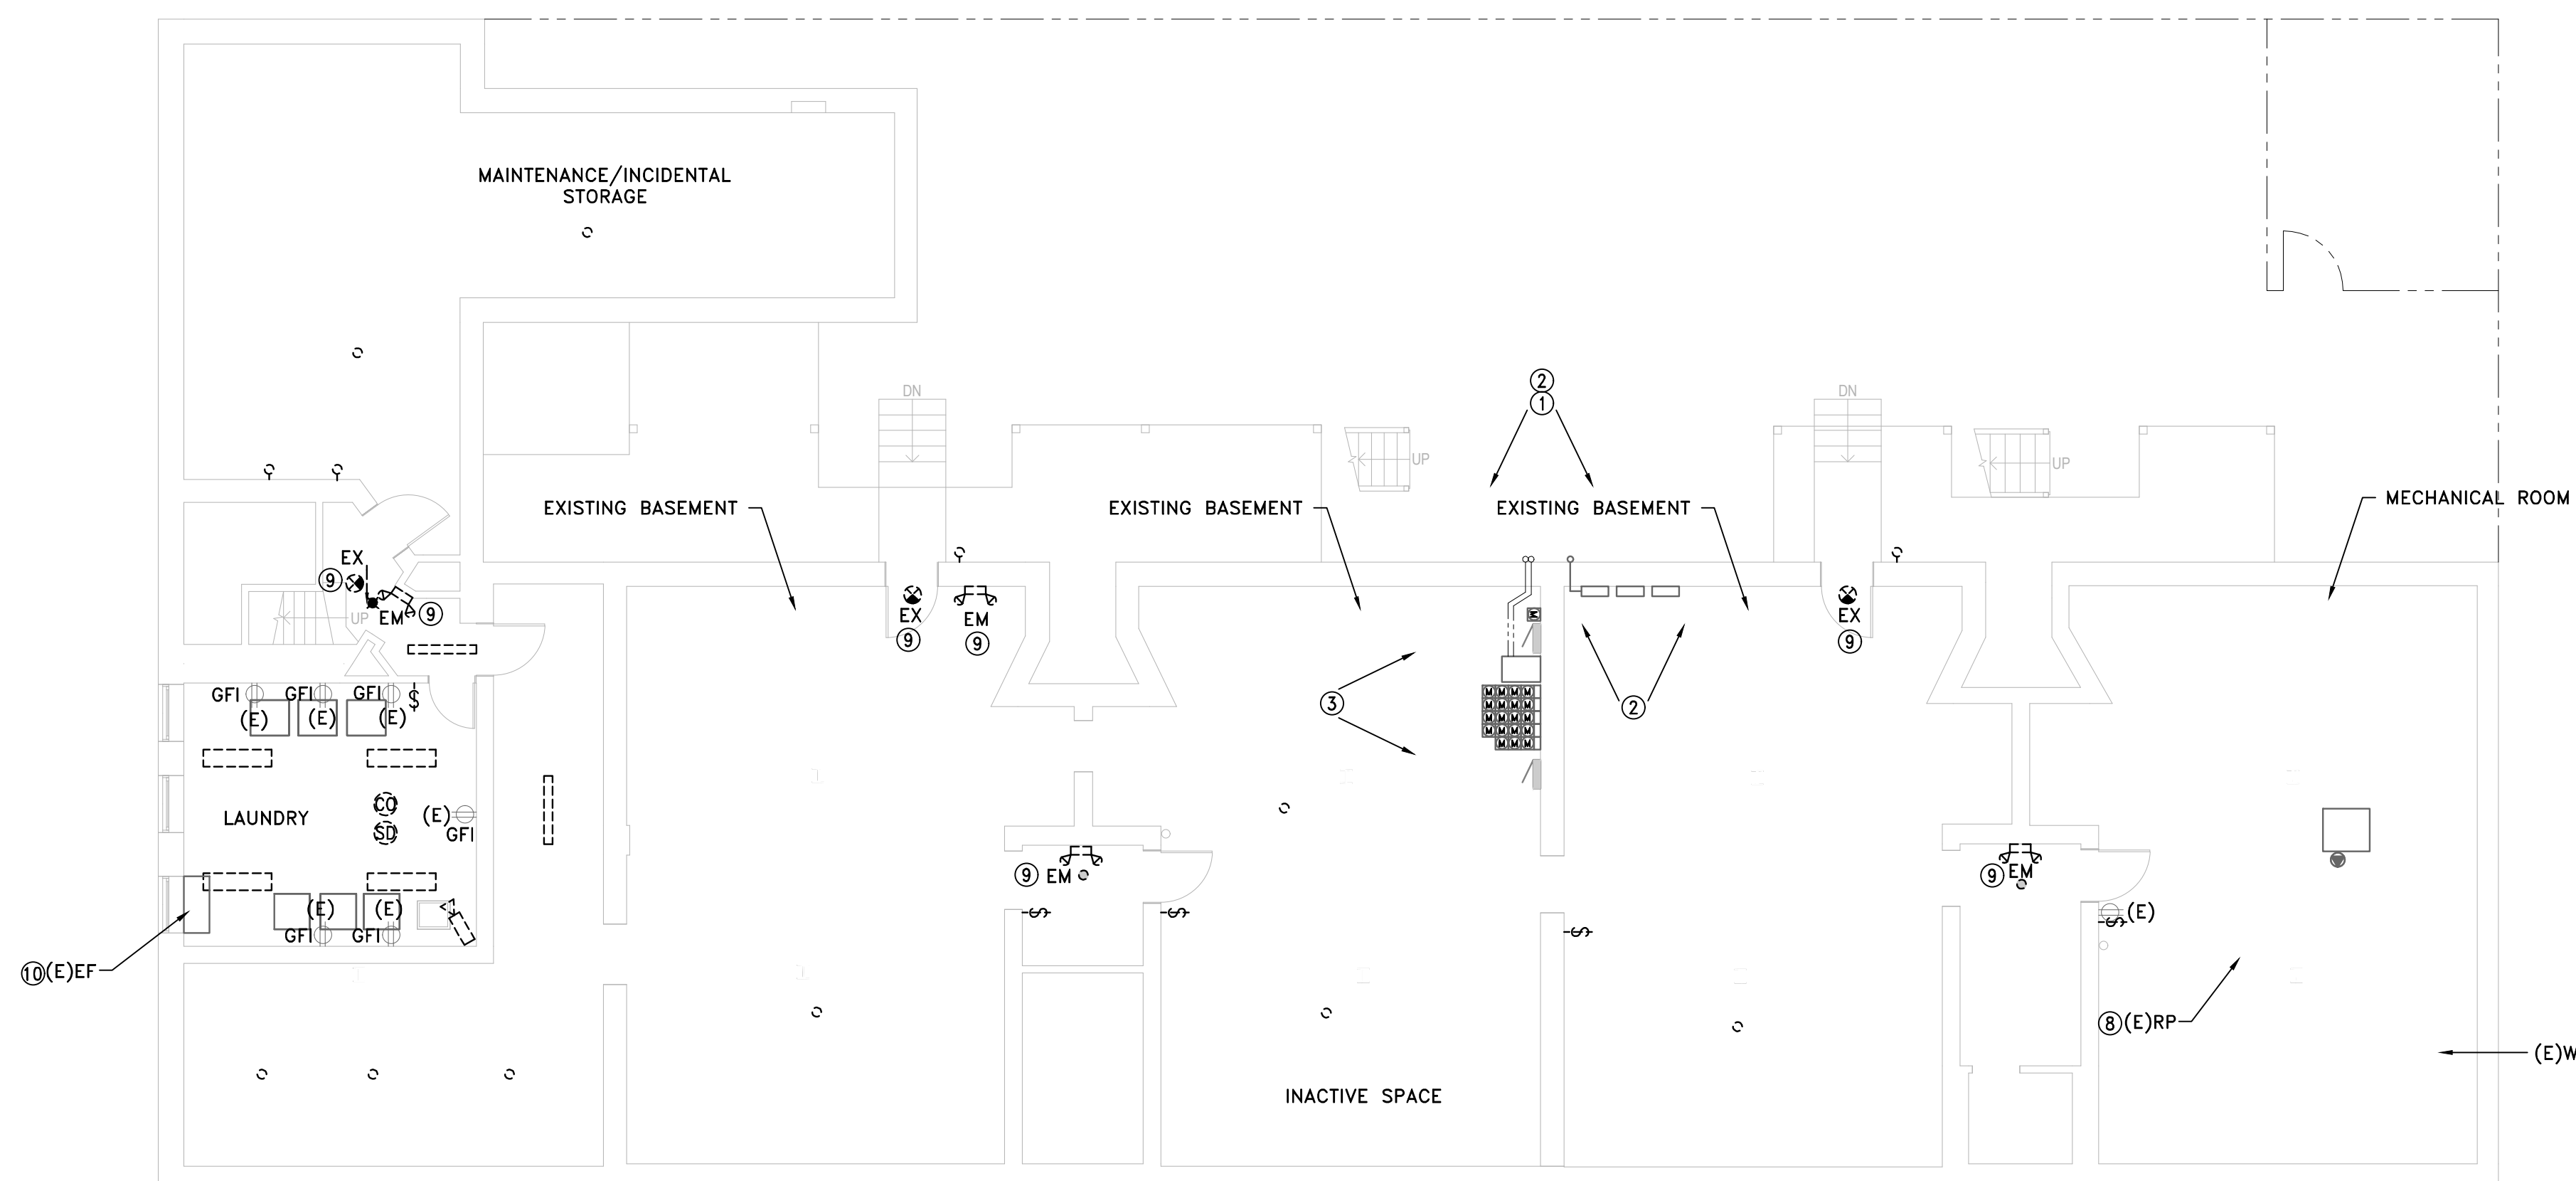 MAINTENANCE/INCIDENTAL
STORAGE
DN
DN
2
1
UP
UP
EXISTING BASEMENT
EXISTING BASEMENT
EXISTING BASEMENT
MECHANICAL ROOM
EX
9
EM
9
UP
EX
9
EM
9
EX
9
M
GFI
GFI
GFI
$
(E)
(E)
(E)
3
2
M M M M
M M M M
M M M M
M M M M
M M M
LAUNDRY
CO
SD
(E)
GFI
9
EM
9
EM
(E)
(E)
GFI
GFI
$
$
$
$
(E)
10 (E)EF
8 (E)RP
(E)W
INACTIVE SPACE